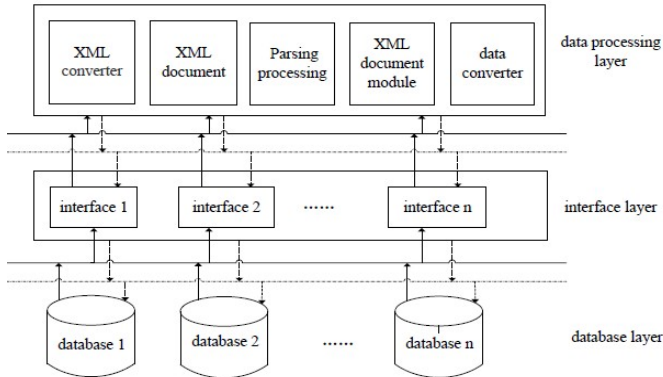 XML
converter
XML
document
Parsing
processing
XML
document
module
data
converter
data processing
layer
interface 1
interface 2
......
interface n
interface layer
database 1
database 2
......
database n
database layer